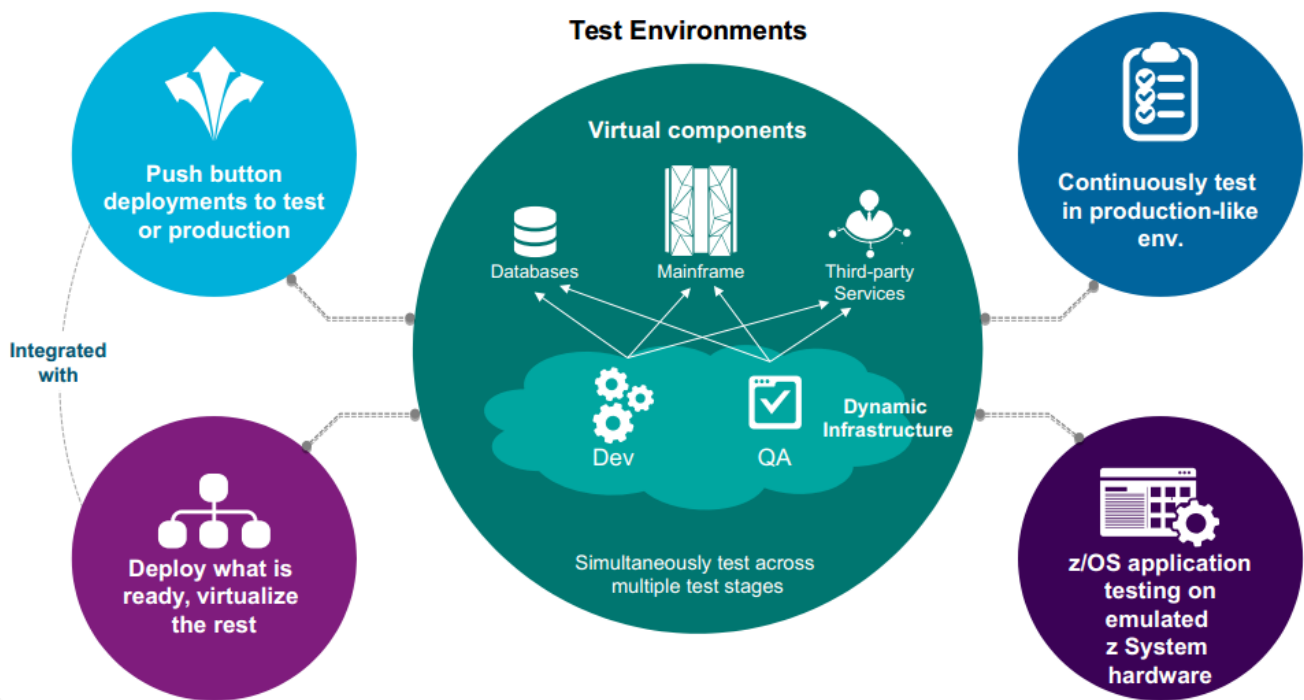 Test Environments
Push button
deployments to test
or production
Virtual components
Databases
Mainframe
Third-party
Services
Continuously test
in production-like
env.
Integrated
with
Dynamic
Infrastructure
Dev
QA
Simultaneously test across
multiple test stages
Deploy what is
ready, virtualize
the rest
z/OS application
testing on
emulated
z System
hardware